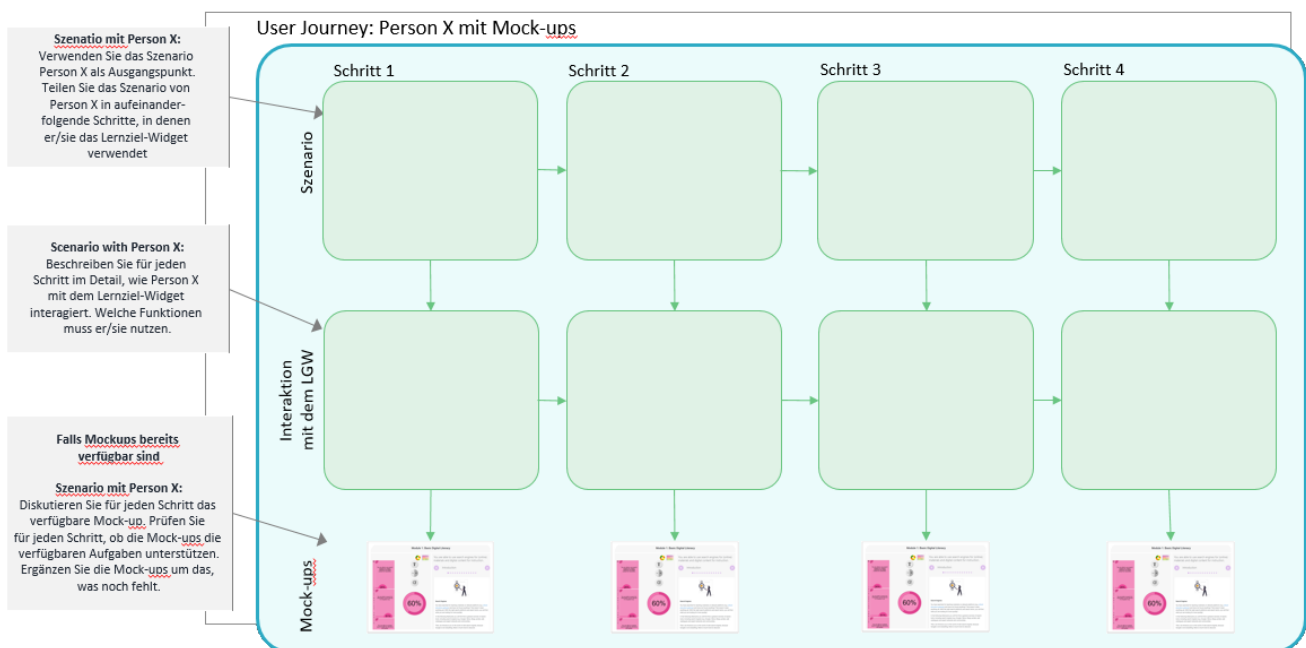 User Journey: Person X mit Mock-ups
Szenatio mit Person X:
Verwenden Sie das Szenario
Person X als Ausgangspunkt.
Teilen Sie das Szenario von
Person X in aufeinander-
folgende Schritte, in denen
er/sie das Lernziel-Widget
verwendet
Schritt 1
Schritt 2
Schritt 3
Schritt 4
Szenario
Scenario with Person X:
Beschreiben Sie für jeden
Schritt im Detail, wie Person X
mit dem Lernziel-Widget
interagiert. Welche Funktionen
muss er/sie nutzen.
Interaktion
mit dem LGW
Falls Mockups bereits
verfügbar sind
Szenario mit Person X:
Diskutieren Sie für jeden Schritt das
verfügbare Mock-up. Prüfen Sie
für jeden Schritt, ob die Mock-ups die
verfügbaren Aufgaben unterstützen.
Ergänzen Sie die Mock-ups um das,
was noch fehlt.
Mock-ups
60%
60%
60%
60%